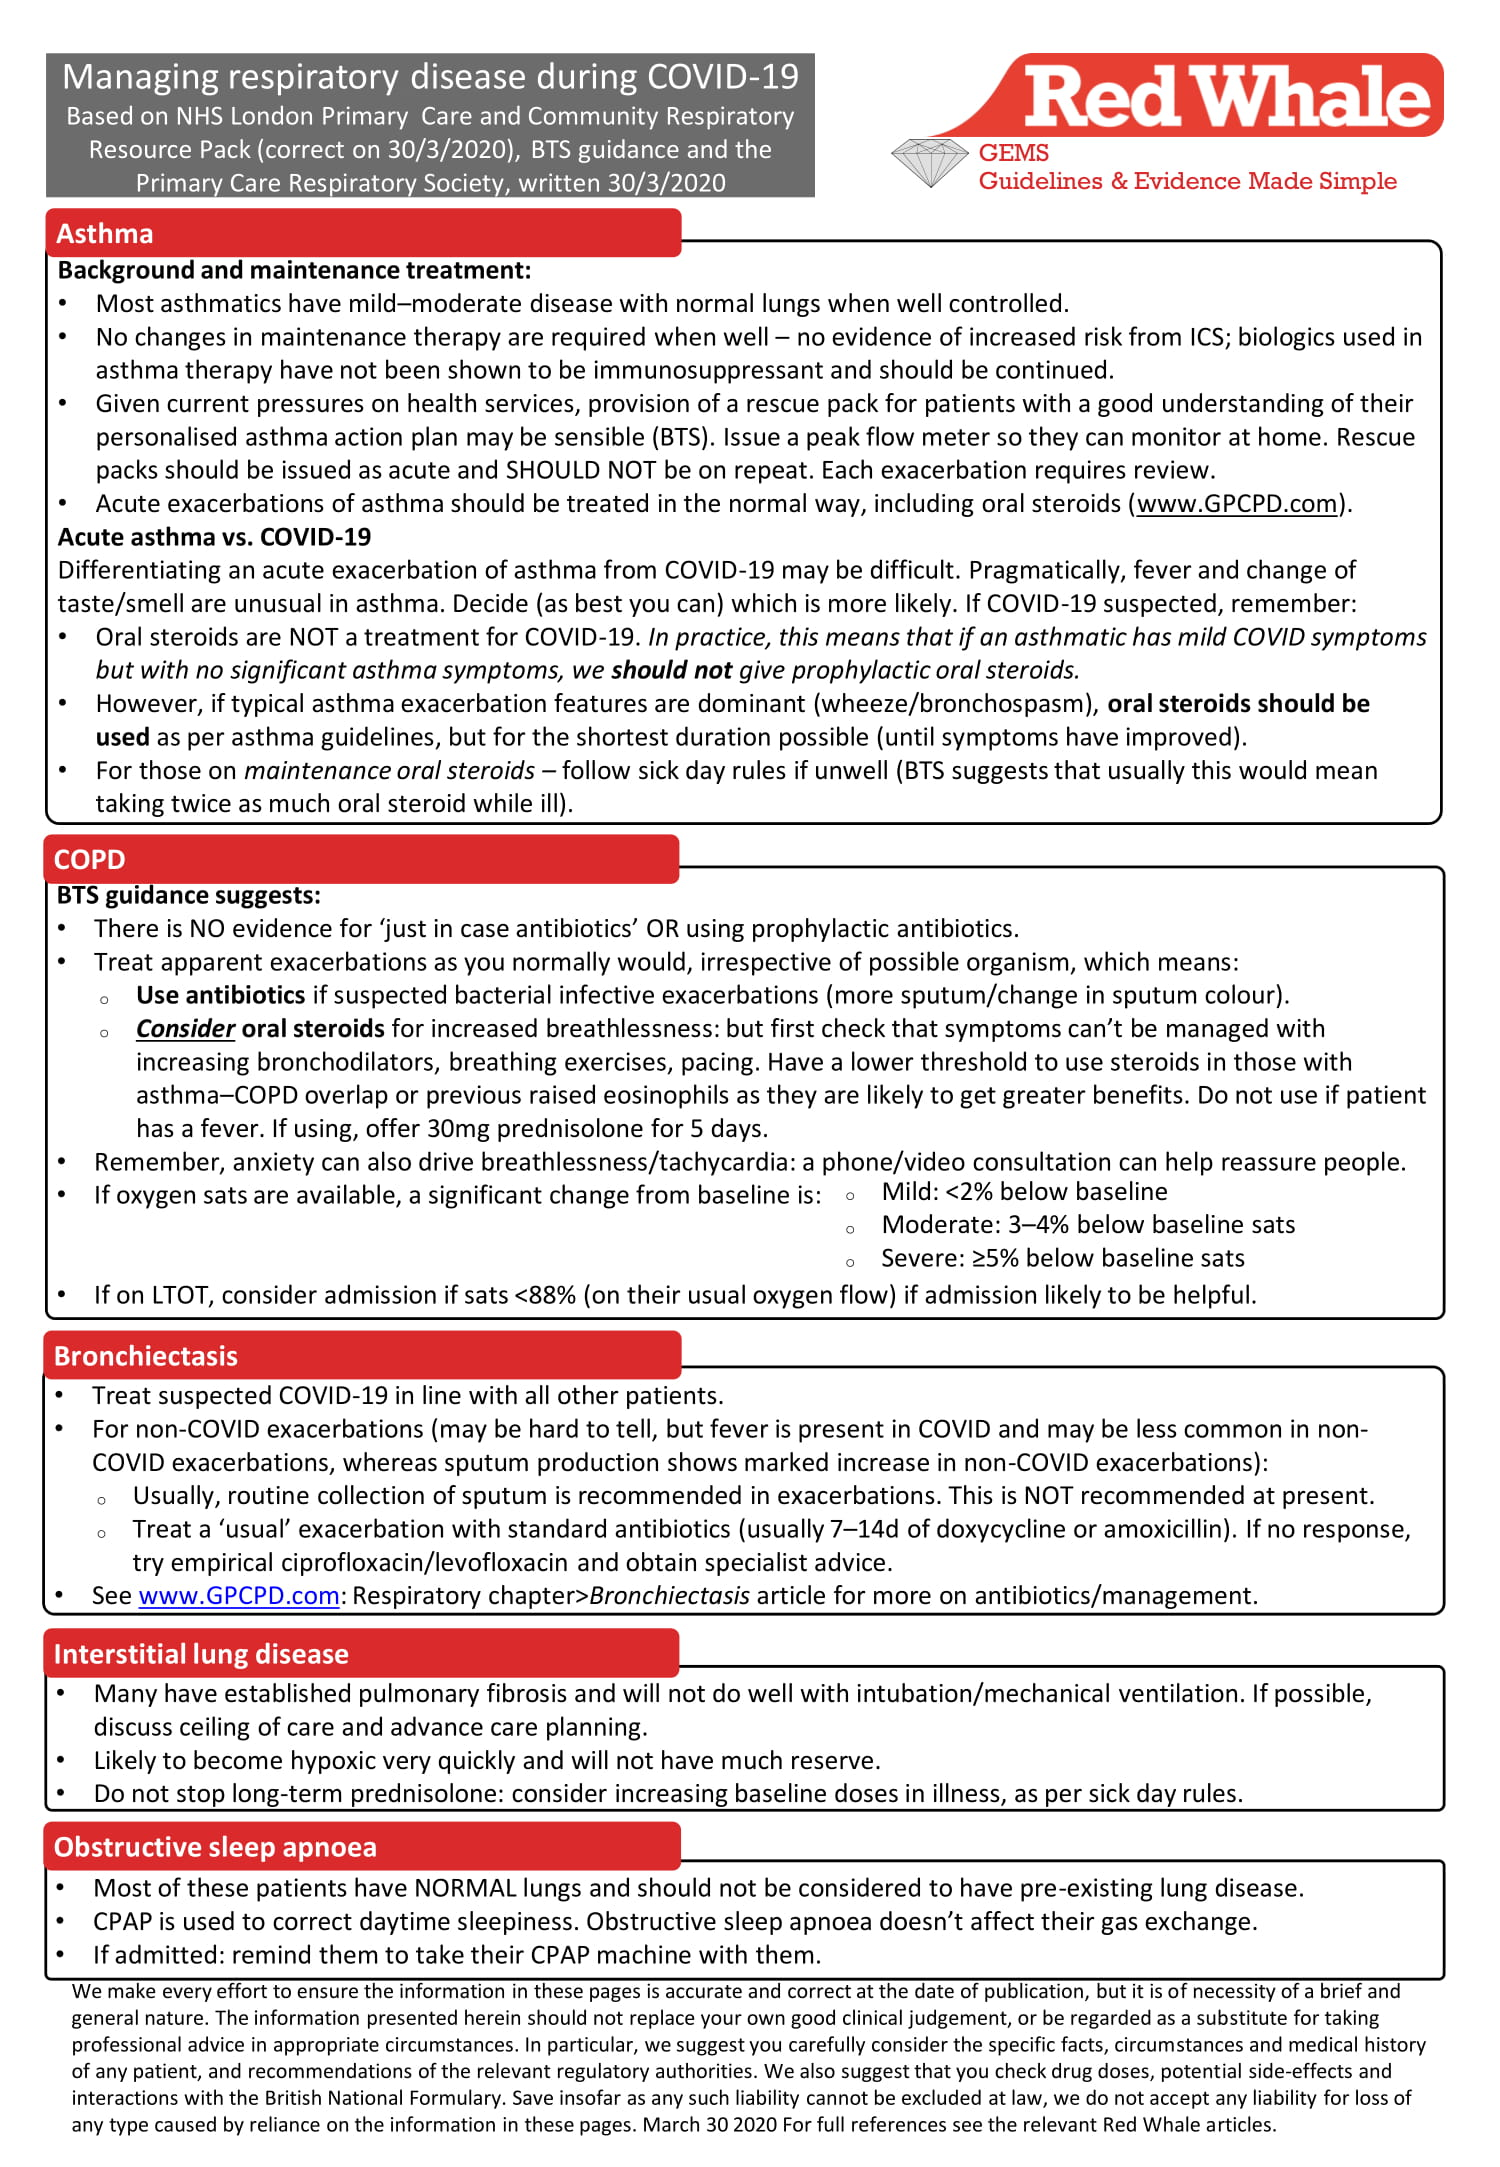 Managing respiratory disease during COVID-19
Based on NHS London Primary Care and Community Respiratory
Resource Pack (correct on 30/3/2020), BTS guidance and the
Primary Care Respiratory Society, written 30/3/2020
Red Whale
GEMS
Guidelines & Evidence Made Simple
Asthma
Background and maintenance treatment:
• Most asthmatics have mild–moderate disease with normal lungs when well controlled.
• No changes in maintenance therapy are required when well – no evidence of increased risk from ICS; biologics used in
asthma therapy have not been shown to be immunosuppressant and should be continued.
• Given current pressures on health services, provision of a rescue pack for patients with a good understanding of their
personalised asthma action plan may be sensible (BTS). Issue a peak flow meter so they can monitor at home. Rescue
packs should be issued as acute and SHOULD NOT be on repeat. Each exacerbation requires review.
• Acute exacerbations of asthma should be treated in the normal way, including oral steroids (www.GPCPD.com).
Acute asthma vs. COVID-19
Differentiating an acute exacerbation of asthma from COVID-19 may be difficult. Pragmatically, fever and change of
taste/smell are unusual in asthma. Decide (as best you can) which is more likely. If COVID-19 suspected, remember:
• Oral steroids are NOT a treatment for COVID-19. In practice, this means that if an asthmatic has mild COVID symptoms
but with no significant asthma symptoms, we should not give prophylactic oral steroids.
• However, if typical asthma exacerbation features are dominant (wheeze/bronchospasm), oral steroids should be
used as per asthma guidelines, but for the shortest duration possible (until symptoms have improved).
• For those on maintenance oral steroids – follow sick day rules if unwell (BTS suggests that usually this would mean
taking twice as much oral steroid while ill).
COPD
BTS guidance suggests:
• There is NO evidence for ‘just in case antibiotics’ OR using prophylactic antibiotics.
• Treat apparent exacerbations as you normally would, irrespective of possible organism, which means:
○ Use antibiotics if suspected bacterial infective exacerbations (more sputum/change in sputum colour).
○ Consider oral steroids for increased breathlessness: but first check that symptoms can’t be managed with
increasing bronchodilators, breathing exercises, pacing. Have a lower threshold to use steroids in those with
asthma–COPD overlap or previous raised eosinophils as they are likely to get greater benefits. Do not use if patient
has a fever. If using, offer 30mg prednisolone for 5 days.
• Remember, anxiety can also drive breathlessness/tachycardia: a phone/video consultation can help reassure people.
• If oxygen sats are available, a significant change from baseline is: ○ Mild: <2% below baseline
○ Moderate: 3–4% below baseline sats
○ Severe: ≥5% below baseline sats
• If on LTOT, consider admission if sats <88% (on their usual oxygen flow) if admission likely to be helpful.
Bronchiectasis
• Treat suspected COVID-19 in line with all other patients.
• For non-COVID exacerbations (may be hard to tell, but fever is present in COVID and may be less common in non-
COVID exacerbations, whereas sputum production shows marked increase in non-COVID exacerbations):
○ Usually, routine collection of sputum is recommended in exacerbations. This is NOT recommended at present.
○ Treat a ‘usual’ exacerbation with standard antibiotics (usually 7–14d of doxycycline or amoxicillin). If no response,
try empirical ciprofloxacin/levofloxacin and obtain specialist advice.
• See www.GPCPD.com: Respiratory chapter>Bronchiectasis article for more on antibiotics/management.
Interstitial lung disease
• Many have established pulmonary fibrosis and will not do well with intubation/mechanical ventilation. If possible,
discuss ceiling of care and advance care planning.
• Likely to become hypoxic very quickly and will not have much reserve.
• Do not stop long-term prednisolone: consider increasing baseline doses in illness, as per sick day rules.
Obstructive sleep apnoea
• Most of these patients have NORMAL lungs and should not be considered to have pre-existing lung disease.
• CPAP is used to correct daytime sleepiness. Obstructive sleep apnoea doesn’t affect their gas exchange.
• If admitted: remind them to take their CPAP machine with them.
We make every effort to ensure the information in these pages is accurate and correct at the date of publication, but it is of necessity of a brief and
general nature. The information presented herein should not replace your own good clinical judgement, or be regarded as a substitute for taking
professional advice in appropriate circumstances. In particular, we suggest you carefully consider the specific facts, circumstances and medical history
of any patient, and recommendations of the relevant regulatory authorities. We also suggest that you check drug doses, potential side-effects and
interactions with the British National Formulary. Save insofar as any such liability cannot be excluded at law, we do not accept any liability for loss of
any type caused by reliance on the information in these pages. March 30 2020 For full references see the relevant Red Whale articles.